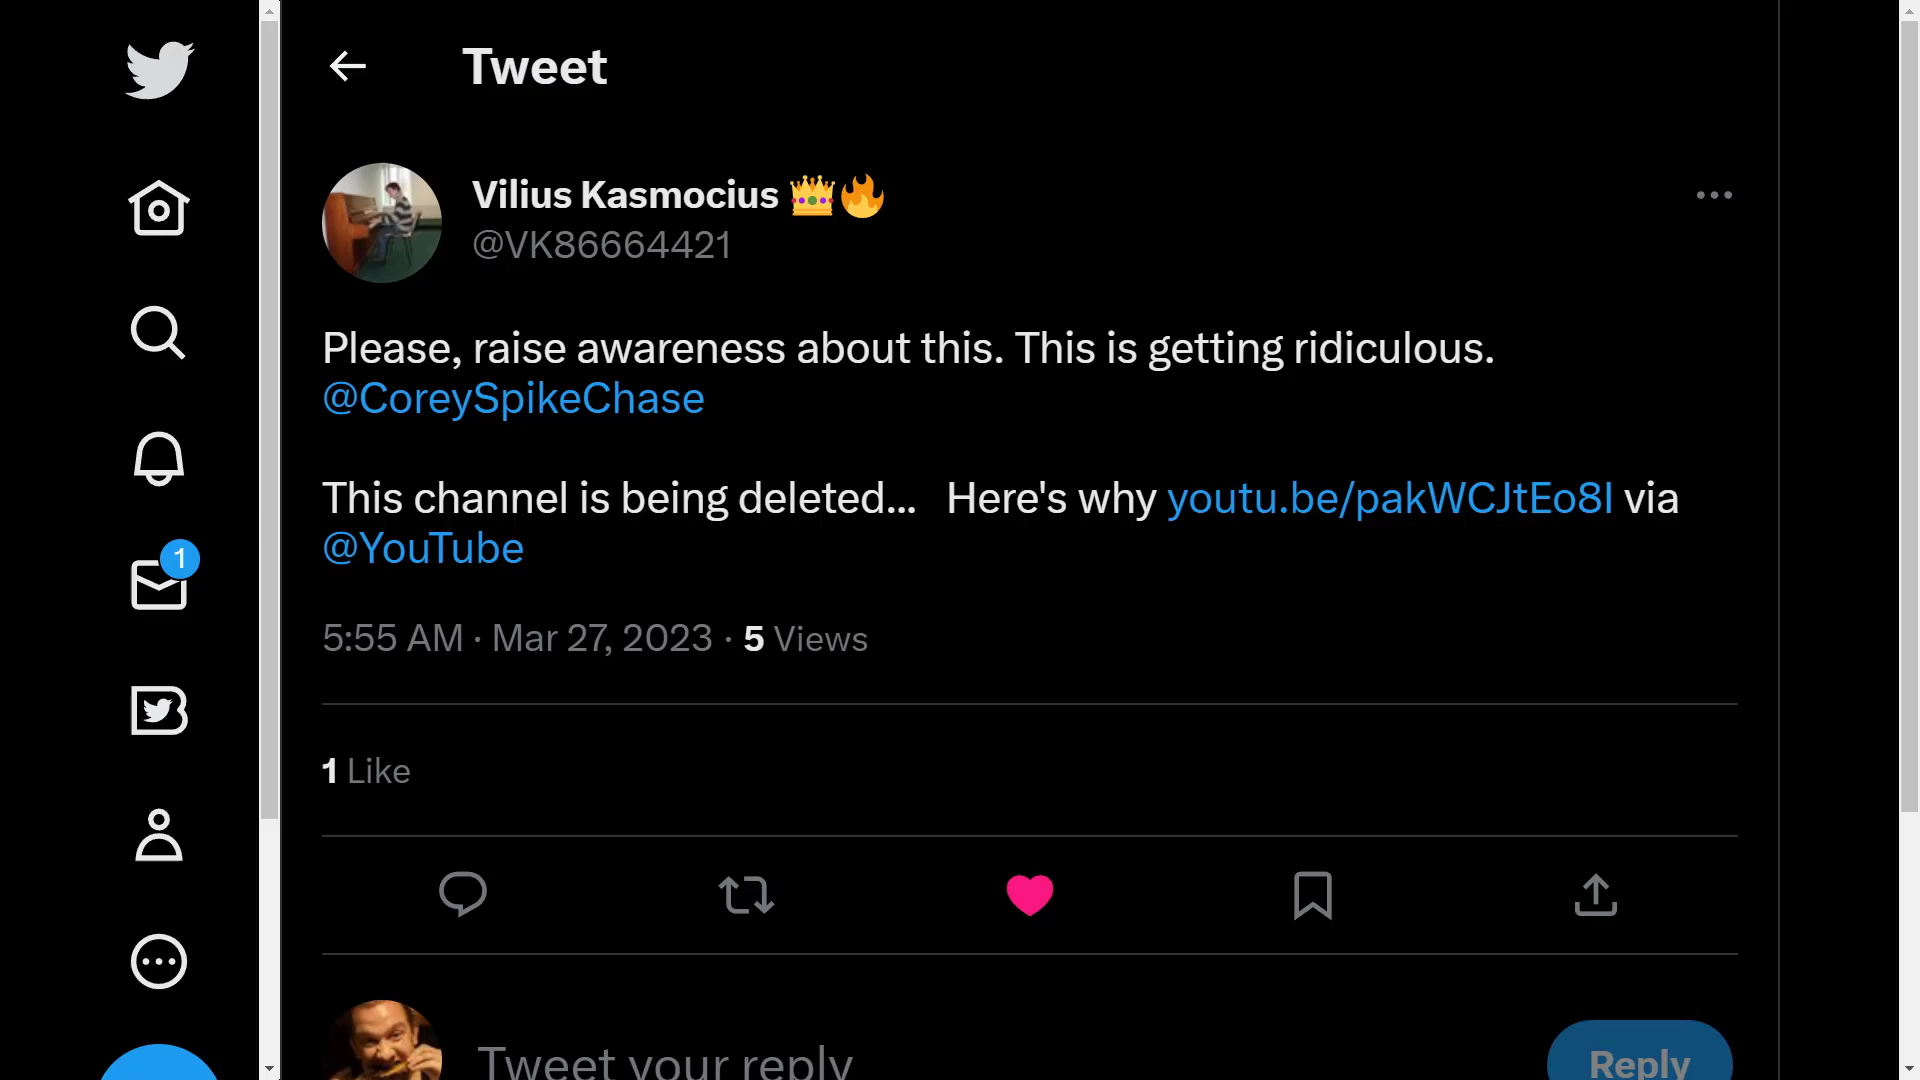 Tweet
Vilius Kasmocius 👑🔥
@VK86664421
Please, raise awareness about this. This is getting ridiculous.
@CoreySpikeChase
This channel is being deleted... Here's why youtu.be/pakWCJtEo8I via
@YouTube
5:55 AM · Mar 27, 2023 · 5 Views
1 Like
1
Tweet your reply
Reply